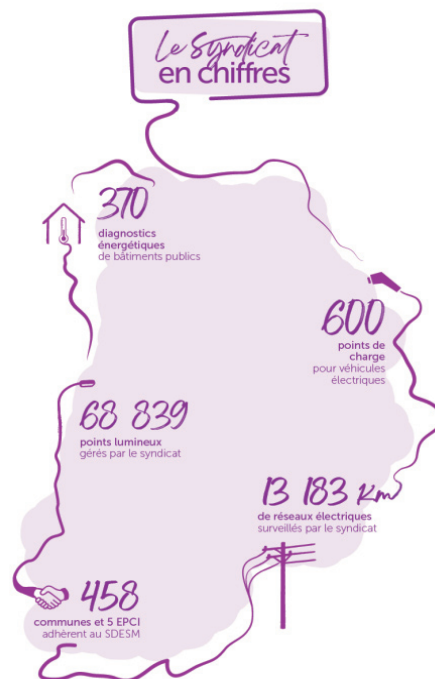 Le Syndicat
en chiffres
370
diagnostics
énergétiques
de bâtiments publics
600
points de
charge
pour véhicules
électriques
68 839
points lumineux
gérés par le syndicat
13 183 Km
de réseaux électriques
surveillés par le syndicat
458
communes et 5 EPCI
adhèrent au SDESM